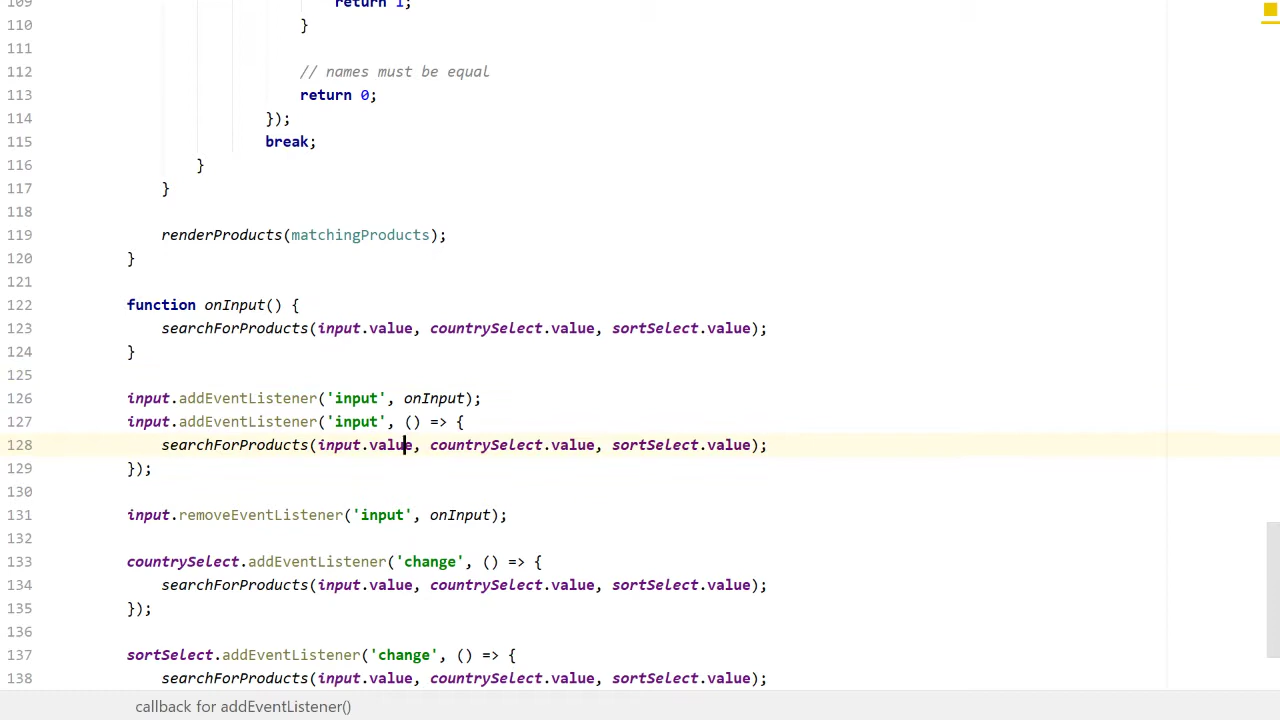 109 return 1;
110 }
111
112 // names must be equal
113 return 0;
114 });
115 break;
116 }
117 }
118
119 renderProducts(matchingProducts);
120 }
121
122 function onInput() {
123 searchForProducts(input.value, countrySelect.value, sortSelect.value);
124 }
125
126 input.addEventListener('input', onInput);
127 input.addEventListener('input', () => {
128 searchForProducts(input.value, countrySelect.value, sortSelect.value);
129 });
130
131 input.removeEventListener('input', onInput);
132
133 countrySelect.addEventListener('change', () => {
134 searchForProducts(input.value, countrySelect.value, sortSelect.value);
135 });
136
137 sortSelect.addEventListener('change', () => {
138 searchForProducts(input.value, countrySelect.value, sortSelect.value);
callback for addEventListener()